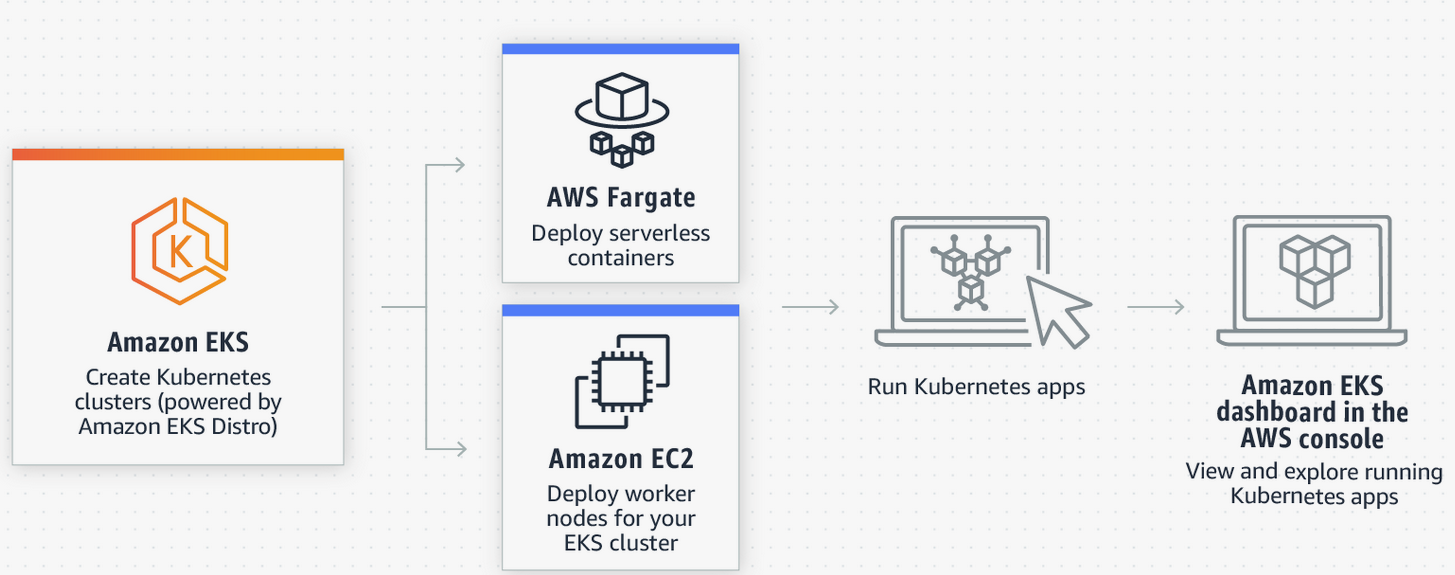 K
Amazon EKS
Create Kubernetes
clusters (powered by
Amazon EKS Distro)
AWS Fargate
Deploy serverless
containers
Amazon EC2
Deploy worker
nodes for your
EKS cluster
Run Kubernetes apps
Amazon EKS
dashboard in the
AWS console
View and explore running
Kubernetes apps